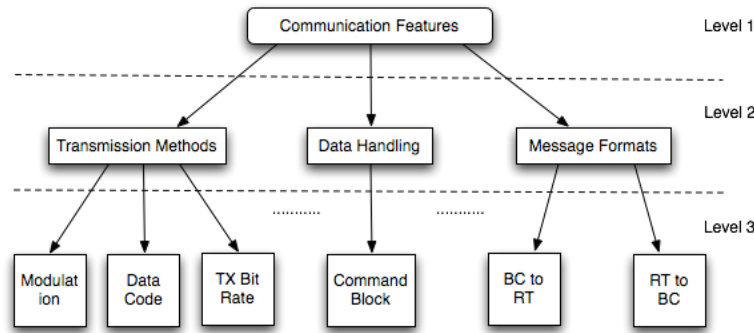 Communication Features
Level 1
Level 2
Transmission Methods
Data Handling
Message Formats
Level 3
...........
...........
Modulat
ion
Data
Code
TX Bit
Rate
Command
Block
BC to
RT
RT to
BC